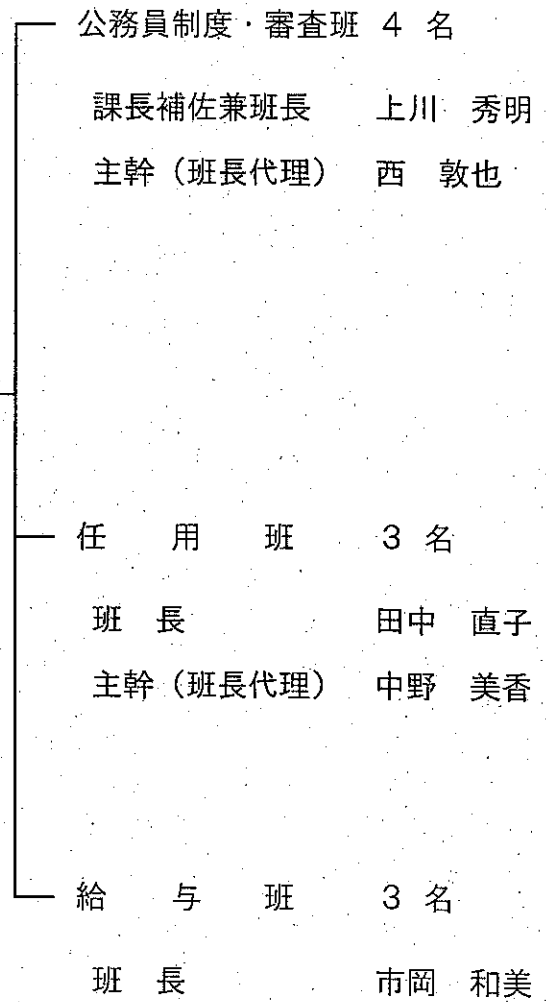 公務員制度・審査班 4 名
課長補佐兼班長 上川 秀明
主幹（班長代理） 西 敦也
任 用 班 3 名
班 長 田中 直子
主幹（班長代理） 中野 美香
給 与 班 3 名
班 長 市岡 和美